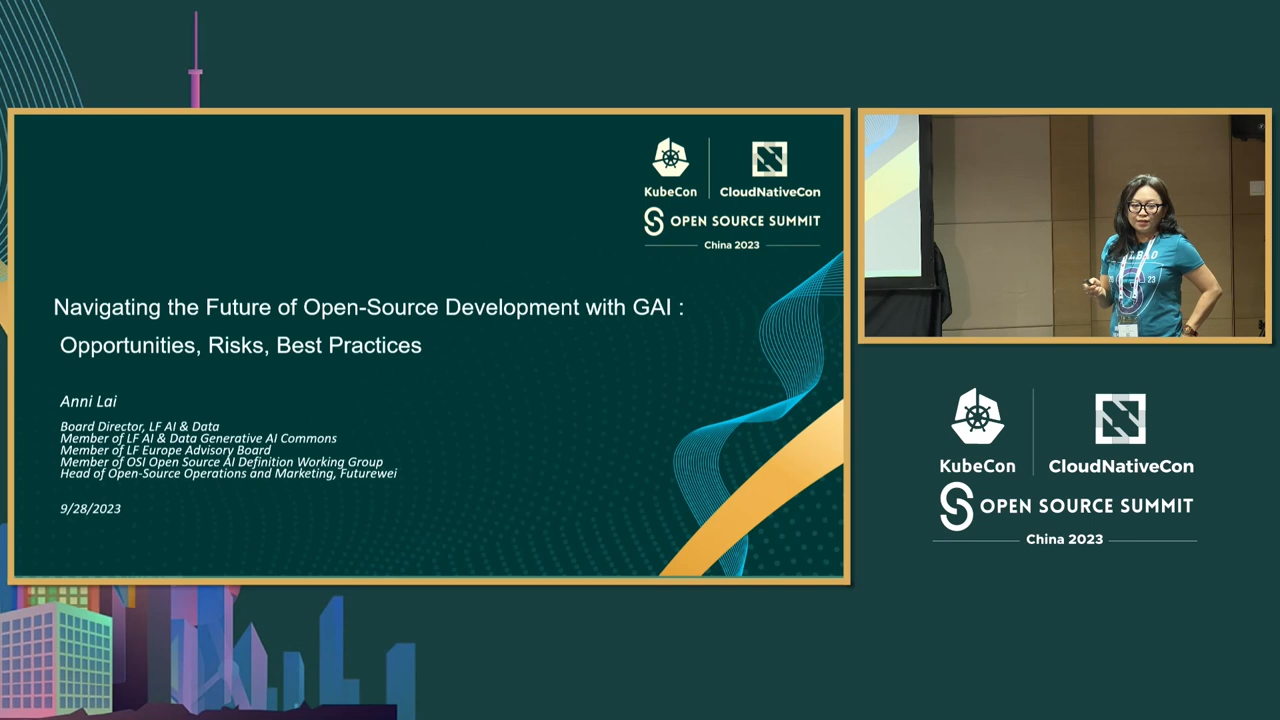 KubeCon
CloudNativeCon
OPEN SOURCE SUMMIT
China 2023
Navigating the Future of Open-Source Development with GAI :
Opportunities, Risks, Best Practices
Anni Lai
Board Director, LF AI & Data
Member of LF AI & Data Generative AI Commons
Member of LF Europe Advisory Board
Member of OSI Open Source AI Definition Working Group
Head of Open-Source Operations and Marketing, Futurewei
9/28/2023
20 23
KubeCon
CloudNativeCon
OPEN SOURCE SUMMIT
China 2023